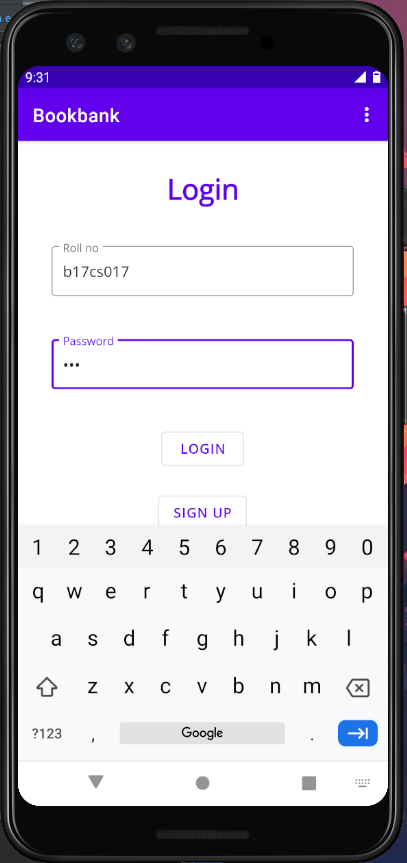 9:31
Bookbank
Login
Roll no
b17cs017
Password
•••
LOGIN
SIGN UP
1 2 3 4 5 6 7 8 9 0
q w e r t y u i o p
a s d f g h j k l
z x c v b n m
?123 , Google .